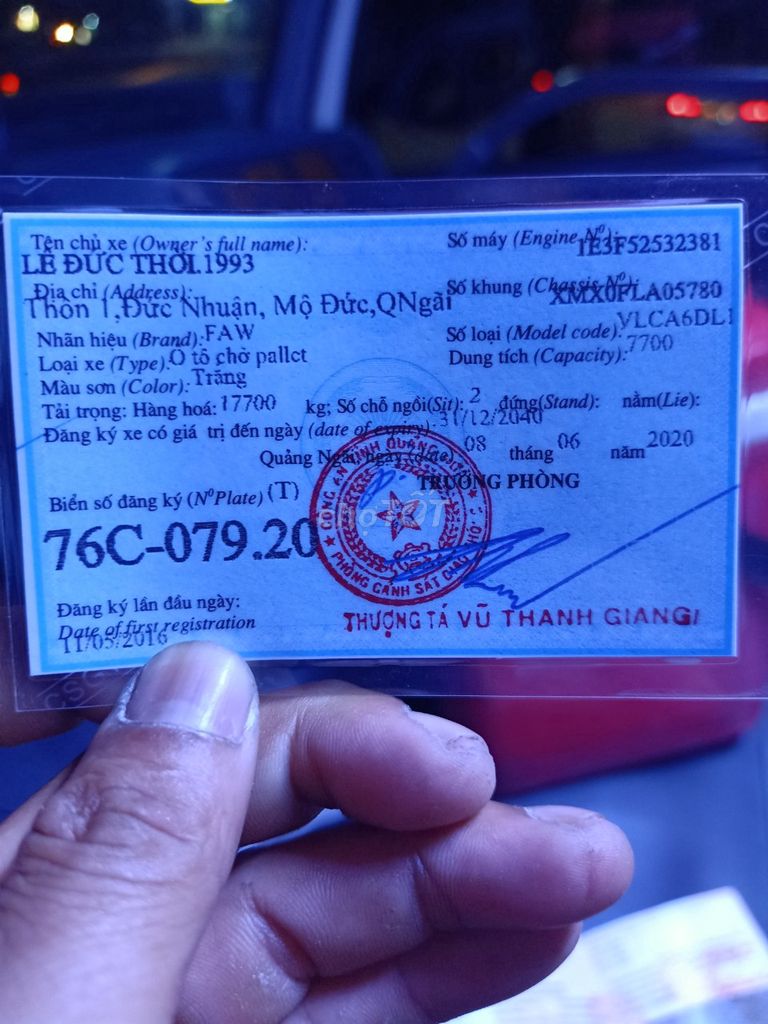 Tên chủ xe (Owner's full name):
LÊ ĐỨC THỜI.1993
Số máy (Engine Nº):
1E3F52532381
Địa chỉ (Address):
Thôn 1,Đức Nhuận, Mộ Đức,QNgãi
Số khung (Chassis Nº):
XMX0PLA05780
Nhãn hiệu (Brand): FAW
Số loại (Model code): VLCA6DL1
Loại xe (Type): Ô tô chở pallet
Dung tích (Capacity): 7700
Màu sơn (Color): Trắng
Tải trọng: Hàng hoá: 17700 kg; Số chỗ ngồi(Sit): 2 đứng(Stand): nằm(Lie):
Đăng ký xe có giá trị đến ngày (date of expiry): 31/12/2040
Quảng Ngãi, ngày (date) 08 tháng 06 năm 2020
TRƯỞNG PHÒNG
Biển số đăng ký (NºPlate) (T)
76C-079.20
CÔNG AN TỈNH QUẢNG
PHÒNG CẢNH SÁT
chợTỐT
Đăng ký lần đầu ngày:
Date of first registration
11/05/2016
THƯỢNG TÁ VŨ THANH GIANG